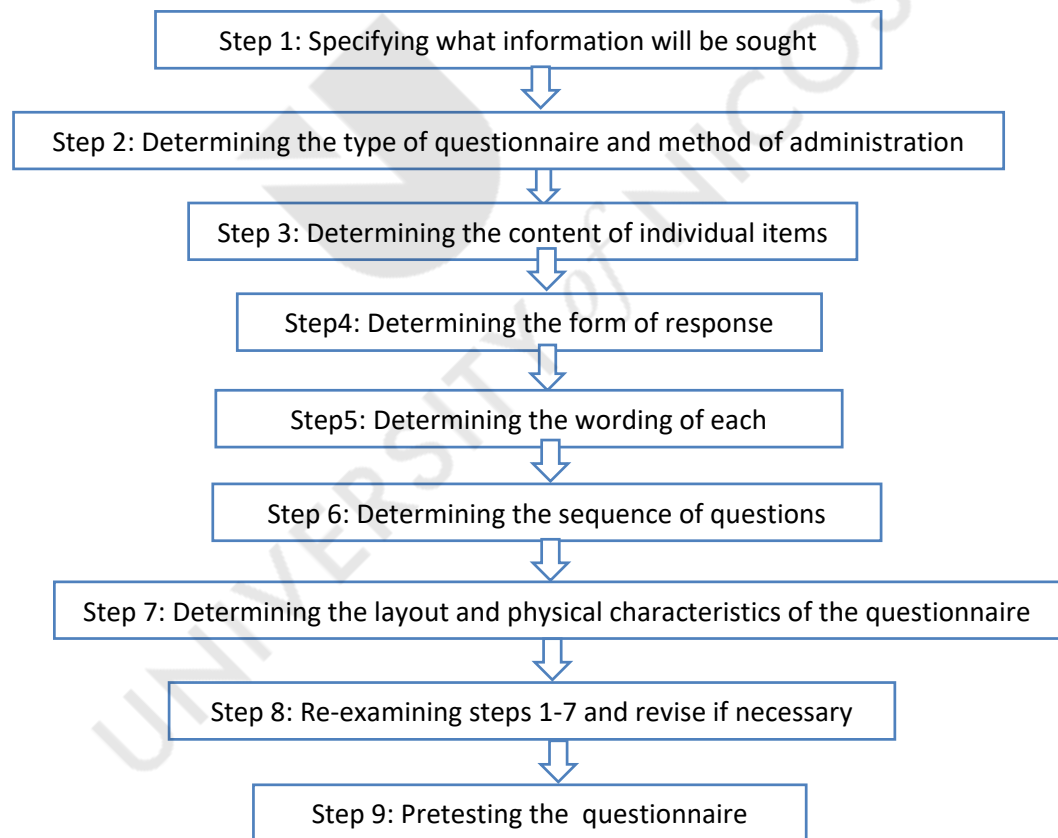 Step 1: Specifying what information will be sought
Step 2: Determining the type of questionnaire and method of administration
Step 3: Determining the content of individual items
Step4: Determining the form of response
Step5: Determining the wording of each
Step 6: Determining the sequence of questions
Step 7: Determining the layout and physical characteristics of the questionnaire
Step 8: Re-examining steps 1-7 and revise if necessary
Step 9: Pretesting the  questionnaire
UNIVERSITY of NICOS